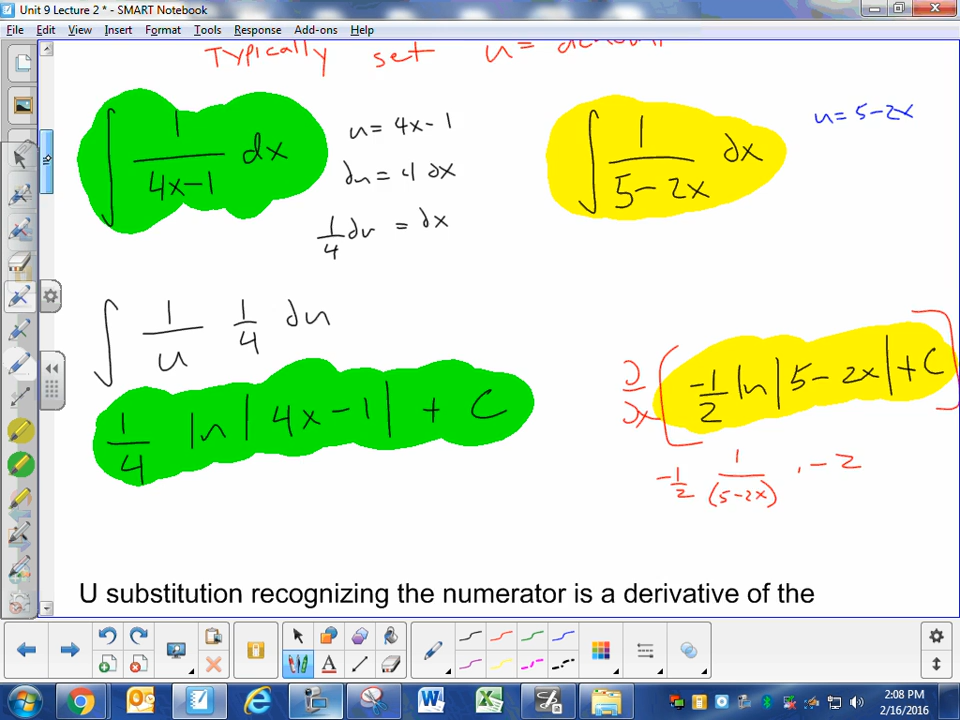 Unit 9 Lecture 2 * - SMART Notebook
File Edit View Insert Format Tools Links Response Add-ons Help
Typically set u =
∫ 1/(4x-1) dx
u = 4x-1
du = 4 dx
1/4 du = dx
∫ 1/u 1/4 du
1/4 ln|4x-1| + C
∫ 1/(5-2x) dx
u = 5-2x
d/dx [-1/2 ln|5-2x| + C]
-1/2 1/(5-2x) · -2
U substitution recognizing the numerator is a derivative of the
A
W
2:08 PM
2/16/2016